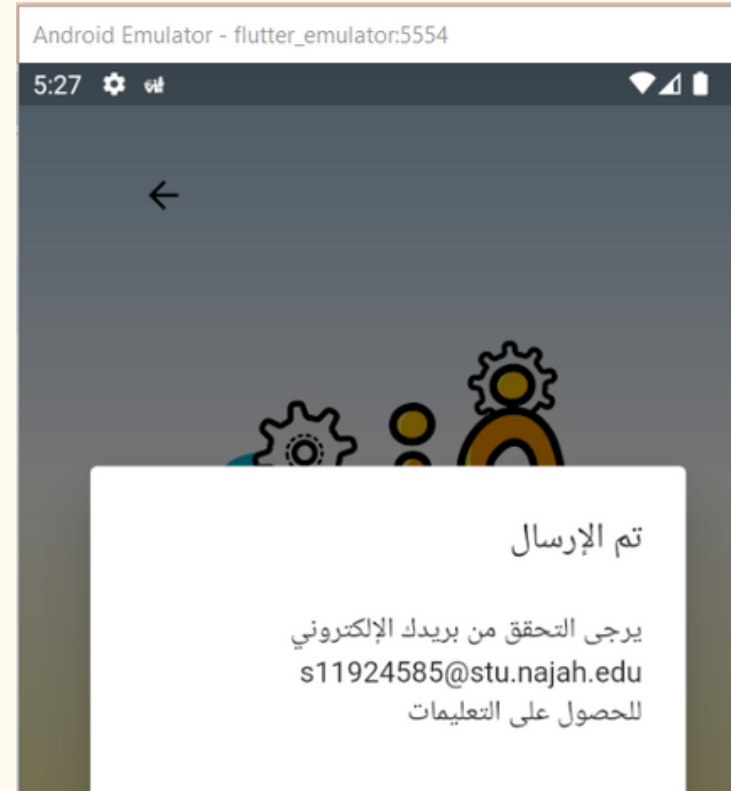 Android Emulator - flutter_emulator:5554
5:27
تم الإرسال
يرجى التحقق من بريدك الإلكتروني
s11924585@stu.najah.edu
للحصول على التعليمات